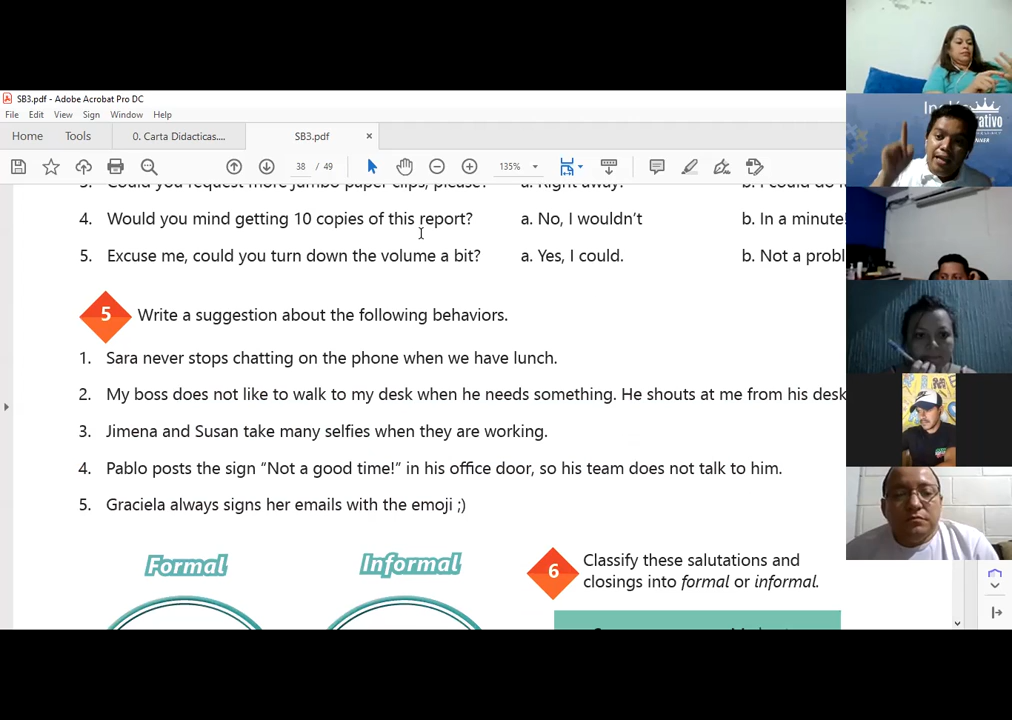 SB3.pdf - Adobe Acrobat Pro DC
File Edit View Sign Window Help
Home Tools 0. Carta Didacticas.... SB3.pdf ×
38 / 49 135%
4. Would you mind getting 10 copies of this report? a. No, I wouldn't b. In a minute!
5. Excuse me, could you turn down the volume a bit? a. Yes, I could. b. Not a probl
5 Write a suggestion about the following behaviors.
1. Sara never stops chatting on the phone when we have lunch.
2. My boss does not like to walk to my desk when he needs something. He shouts at me from his desk
3. Jimena and Susan take many selfies when they are working.
4. Pablo posts the sign “Not a good time!” in his office door, so his team does not talk to him.
5. Graciela always signs her emails with the emoji ;)
Formal Informal
6 Classify these salutations and
closings into formal or informal.